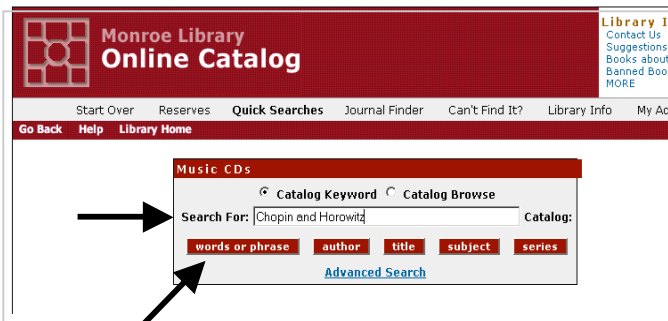 Monroe Library
Online Catalog
Library I
Contact Us
Suggestions
Books about
Banned Boo
MORE
Start Over Reserves Quick Searches Journal Finder Can't Find It? Library Info My Ac
Go Back Help Library Home
Music CDs
Catalog Keyword Catalog Browse
Search For: Chopin and Horowitz Catalog:
words or phrase author title subject series
Advanced Search